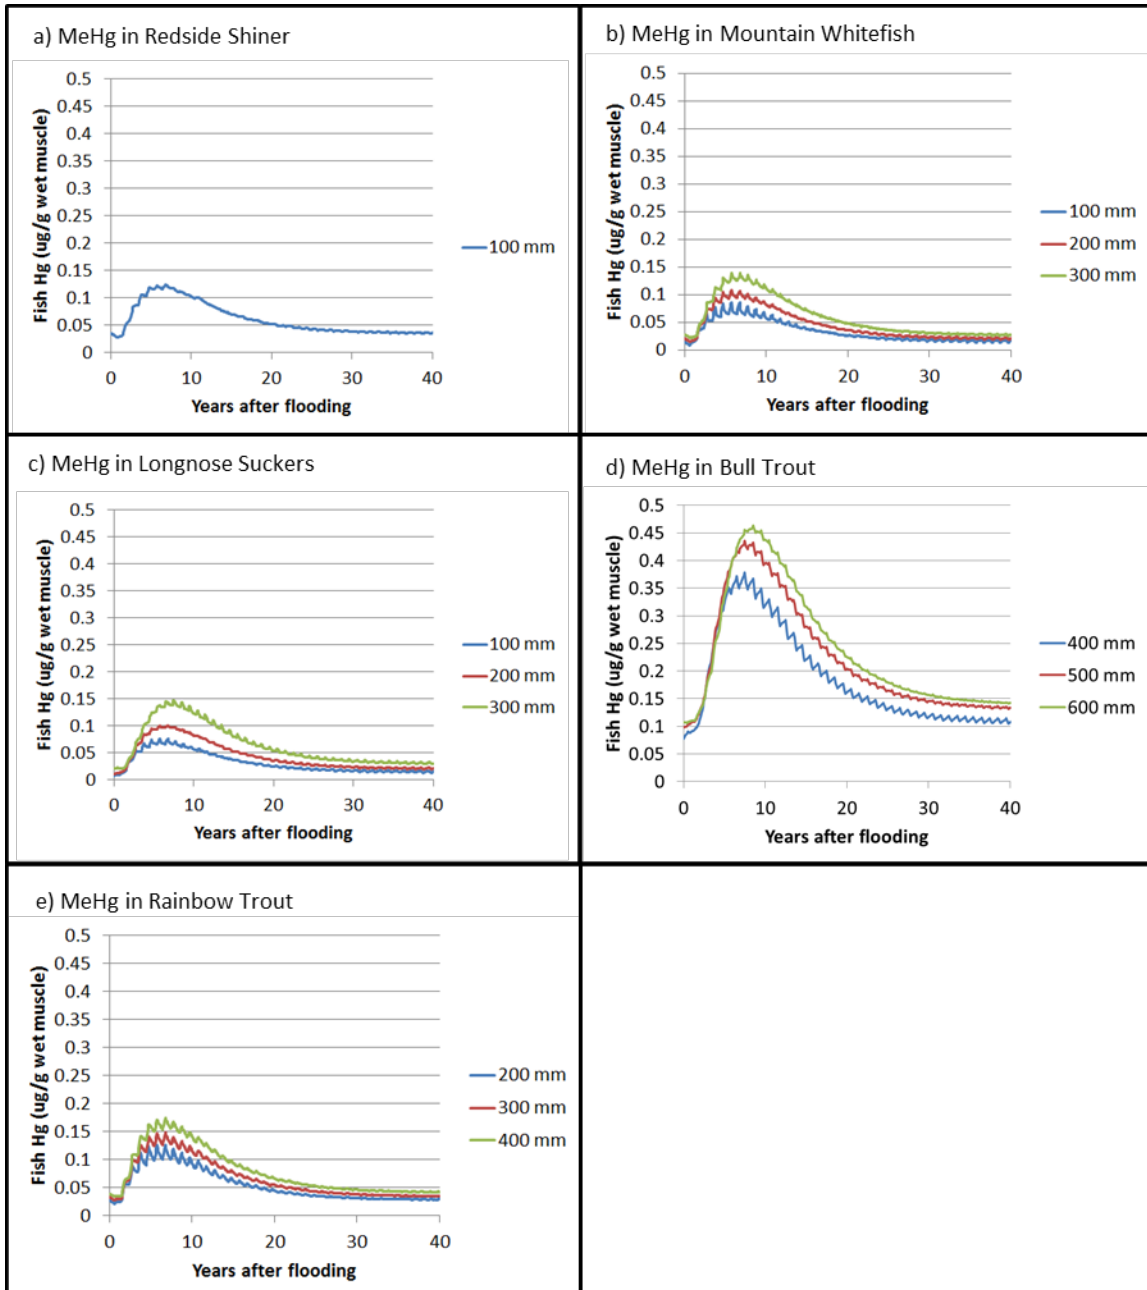 a) MeHg in Redside Shiner
0.5
0.45
0.4
0.35
0.3
0.25
0.2
0.15
0.1
0.05
0
Fish Hg (ug/g wet muscle)
0 10 20 30 40
Years after flooding
100 mm
b) MeHg in Mountain Whitefish
0.5
0.45
0.4
0.35
0.3
0.25
0.2
0.15
0.1
0.05
0
Fish Hg (ug/g wet muscle)
0 10 20 30 40
Years after flooding
100 mm
200 mm
300 mm
c) MeHg in Longnose Suckers
0.5
0.45
0.4
0.35
0.3
0.25
0.2
0.15
0.1
0.05
0
Fish Hg (ug/g wet muscle)
0 10 20 30 40
Years after flooding
100 mm
200 mm
300 mm
d) MeHg in Bull Trout
0.5
0.45
0.4
0.35
0.3
0.25
0.2
0.15
0.1
0.05
0
Fish Hg (ug/g wet muscle)
0 10 20 30 40
Years after flooding
400 mm
500 mm
600 mm
e) MeHg in Rainbow Trout
0.5
0.45
0.4
0.35
0.3
0.25
0.2
0.15
0.1
0.05
0
Fish Hg (ug/g wet muscle)
0 10 20 30 40
Years after flooding
200 mm
300 mm
400 mm